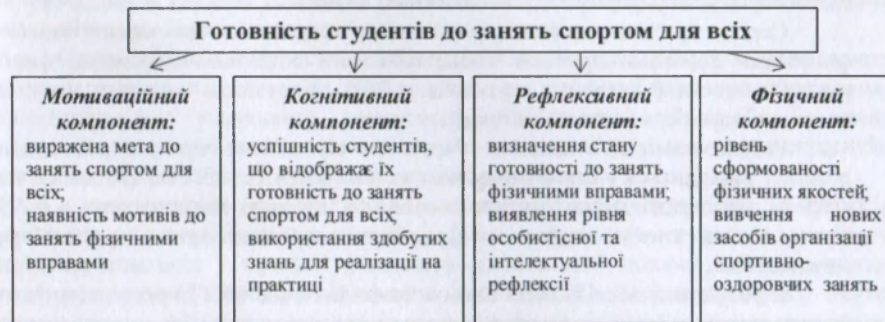 Готовність студентів до занять спортом для всіх
Мотиваційний
компонент:
виражена мета до
занять спортом для
всіх;
наявність мотивів до
занять фізичними
вправами
Когнітивний
компонент:
успішність студентів,
що відображає їх
готовність до занять
спортом для всіх,
використання здобутих
знань для реалізації на
практиці
Рефлексивний
компонент:
визначення стану
готовності до занять
фізичними вправами,
виявлення рівня
особистісної та
інтелектуальної
рефлексії
Фізичний
компонент:
рівень
сформованості
фізичних якостей;
вивчення нових
засобів організації
спортивно-
оздоровчих занять